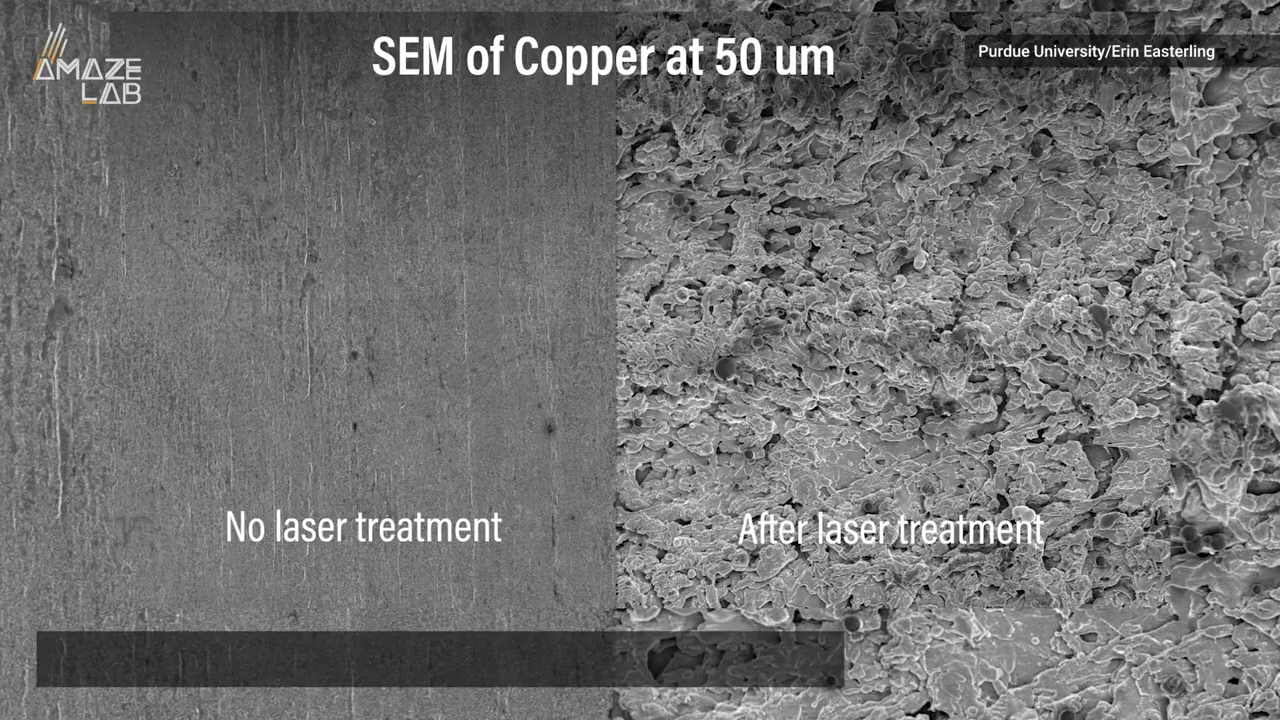 AMAZE
LAB
SEM of Copper at 50 um
Purdue University/Erin Easterling
No laser treatment
After laser treatment